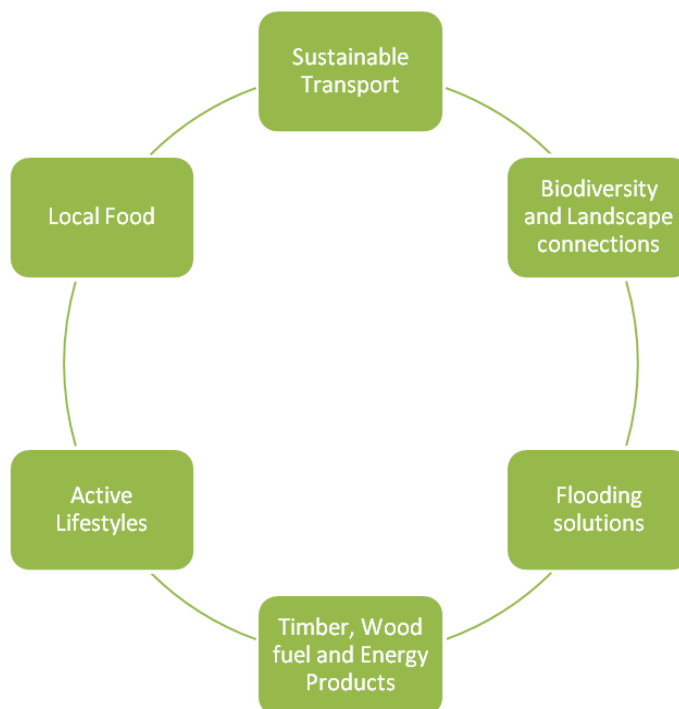 Sustainable
Transport
Biodiversity
and Landscape
connections
Flooding
solutions
Timber, Wood
fuel and Energy
Products
Active
Lifestyles
Local Food